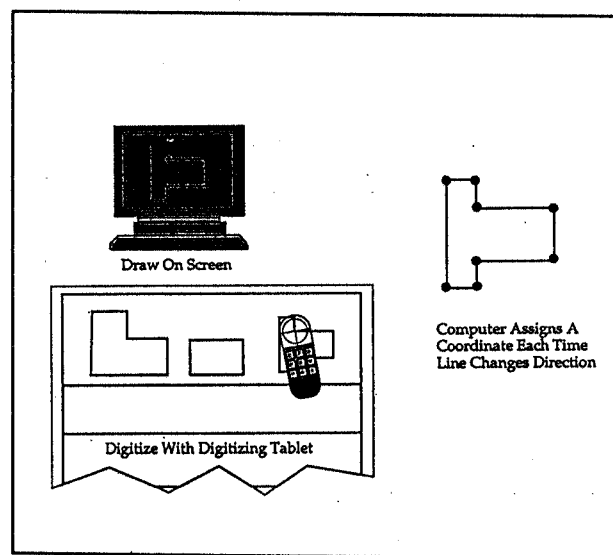 Draw On Screen
Computer Assigns A
Coordinate Each Time
Line Changes Direction
Digitize With Digitizing Tablet